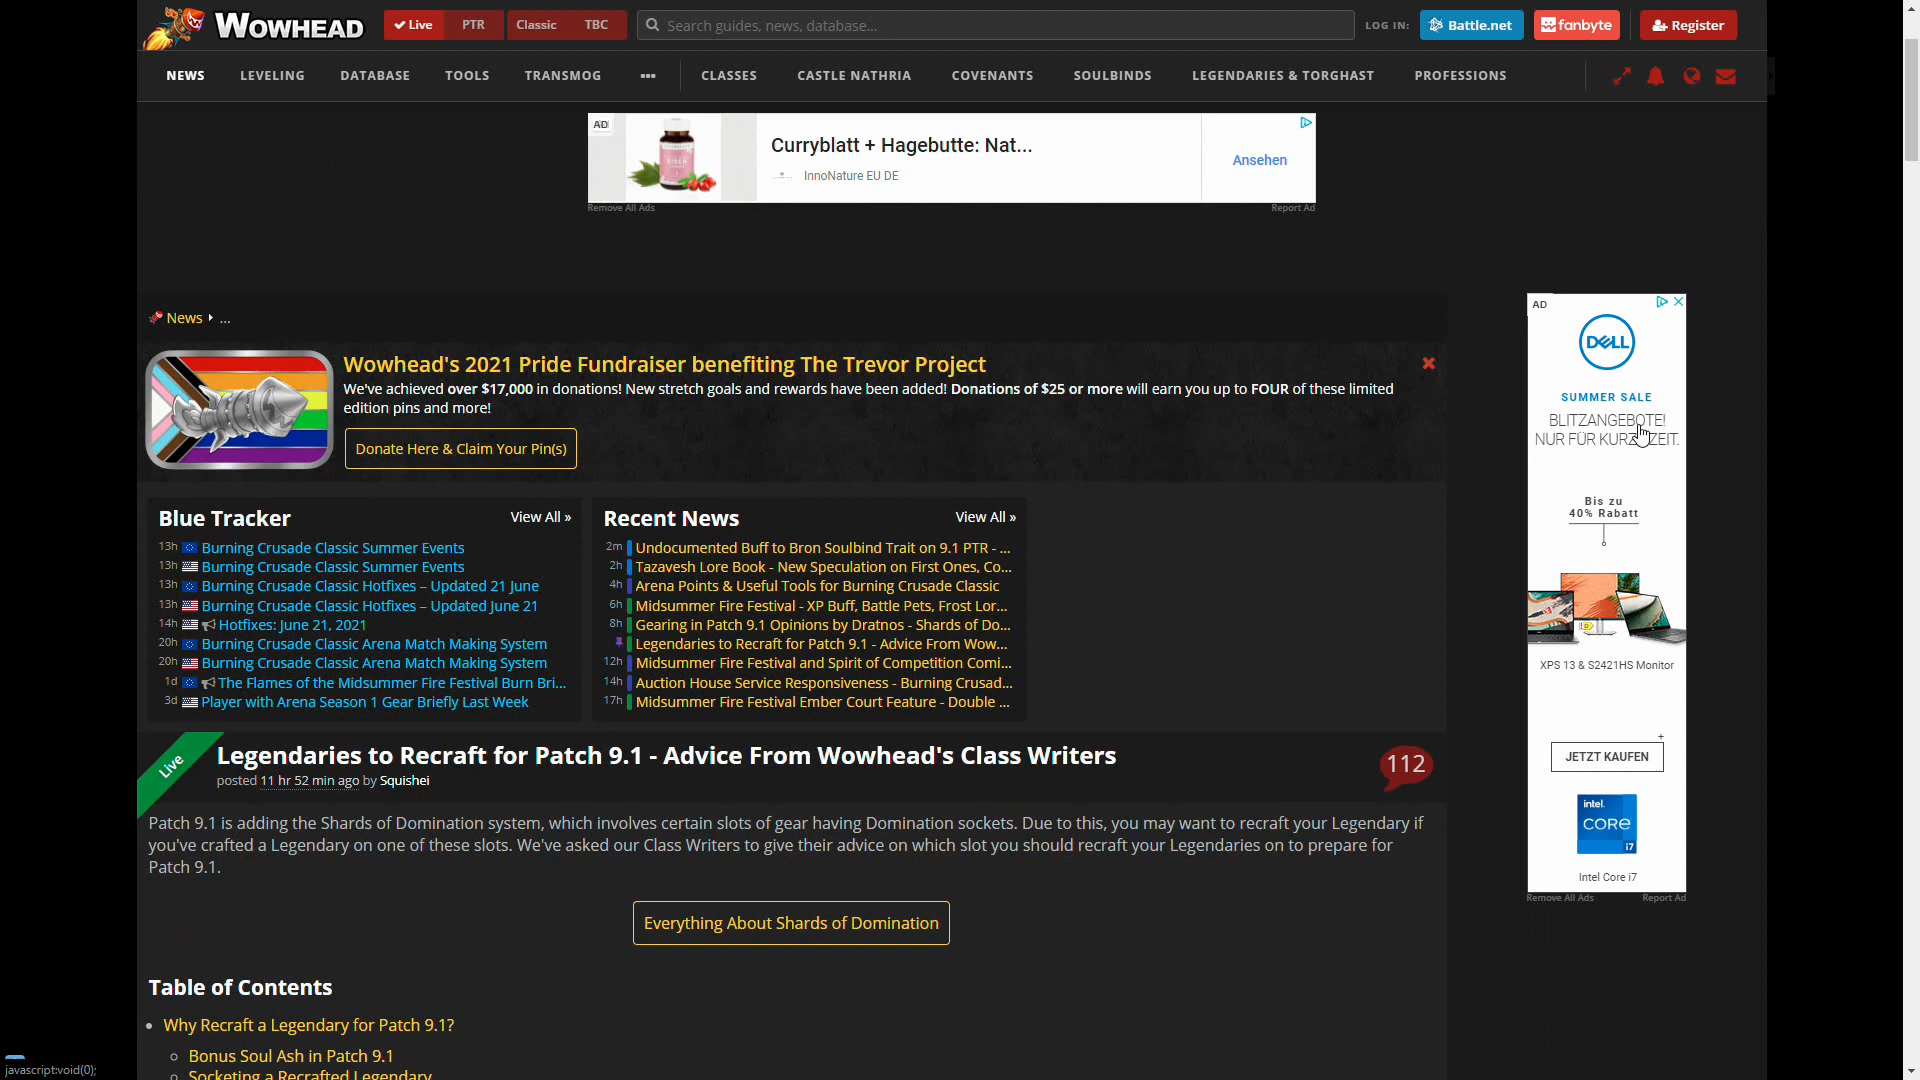 WOWHEAD
Live PTR Classic TBC
Search guides, news, database...
LOG IN: Battle.net fanbyte Register
NEWS LEVELING DATABASE TOOLS TRANSMOG ••• CLASSES CASTLE NATHRIA COVENANTS SOULBINDS LEGENDARIES & TORGHAST PROFESSIONS
AD
Curryblatt + Hagebutte: Nat...
InnoNature EU DE
Ansehen
Remove All Ads Report Ad
News ...
Wowhead's 2021 Pride Fundraiser benefiting The Trevor Project
We've achieved over $17,000 in donations! New stretch goals and rewards have been added! Donations of $25 or more will earn you up to FOUR of these limited
edition pins and more!
Donate Here & Claim Your Pin(s)
Blue Tracker View All »
13h Burning Crusade Classic Summer Events
13h Burning Crusade Classic Summer Events
13h Burning Crusade Classic Hotfixes – Updated 21 June
13h Burning Crusade Classic Hotfixes – Updated June 21
14h Hotfixes: June 21, 2021
20h Burning Crusade Classic Arena Match Making System
20h Burning Crusade Classic Arena Match Making System
1d The Flames of the Midsummer Fire Festival Burn Bri...
3d Player with Arena Season 1 Gear Briefly Last Week
Recent News View All »
2m Undocumented Buff to Bron Soulbind Trait on 9.1 PTR - ...
2h Tazavesh Lore Book - New Speculation on First Ones, Co...
4h Arena Points & Useful Tools for Burning Crusade Classic
6h Midsummer Fire Festival - XP Buff, Battle Pets, Frost Lor...
8h Gearing in Patch 9.1 Opinions by Dratnos - Shards of Do...
Legendaries to Recraft for Patch 9.1 - Advice From Wow...
12h Midsummer Fire Festival and Spirit of Competition Comi...
14h Auction House Service Responsiveness - Burning Crusad...
17h Midsummer Fire Festival Ember Court Feature - Double ...
Live
Legendaries to Recraft for Patch 9.1 - Advice From Wowhead's Class Writers
posted 11 hr 52 min ago by Squishei
112
Patch 9.1 is adding the Shards of Domination system, which involves certain slots of gear having Domination sockets. Due to this, you may want to recraft your Legendary if
you've crafted a Legendary on one of these slots. We've asked our Class Writers to give their advice on which slot you should recraft your Legendaries on to prepare for
Patch 9.1.
Everything About Shards of Domination
Table of Contents
• Why Recraft a Legendary for Patch 9.1?
Bonus Soul Ash in Patch 9.1
Socketing a Recrafted Legendary
AD
DELL
SUMMER SALE
BLITZANGEBOTE!
NUR FÜR KURZE ZEIT.
Bis zu
40% Rabatt
XPS 13 & S2421HS Monitor
JETZT KAUFEN
intel.
CORE
i7
Intel Core i7
Remove All Ads Report Ad
javascript:void(0);